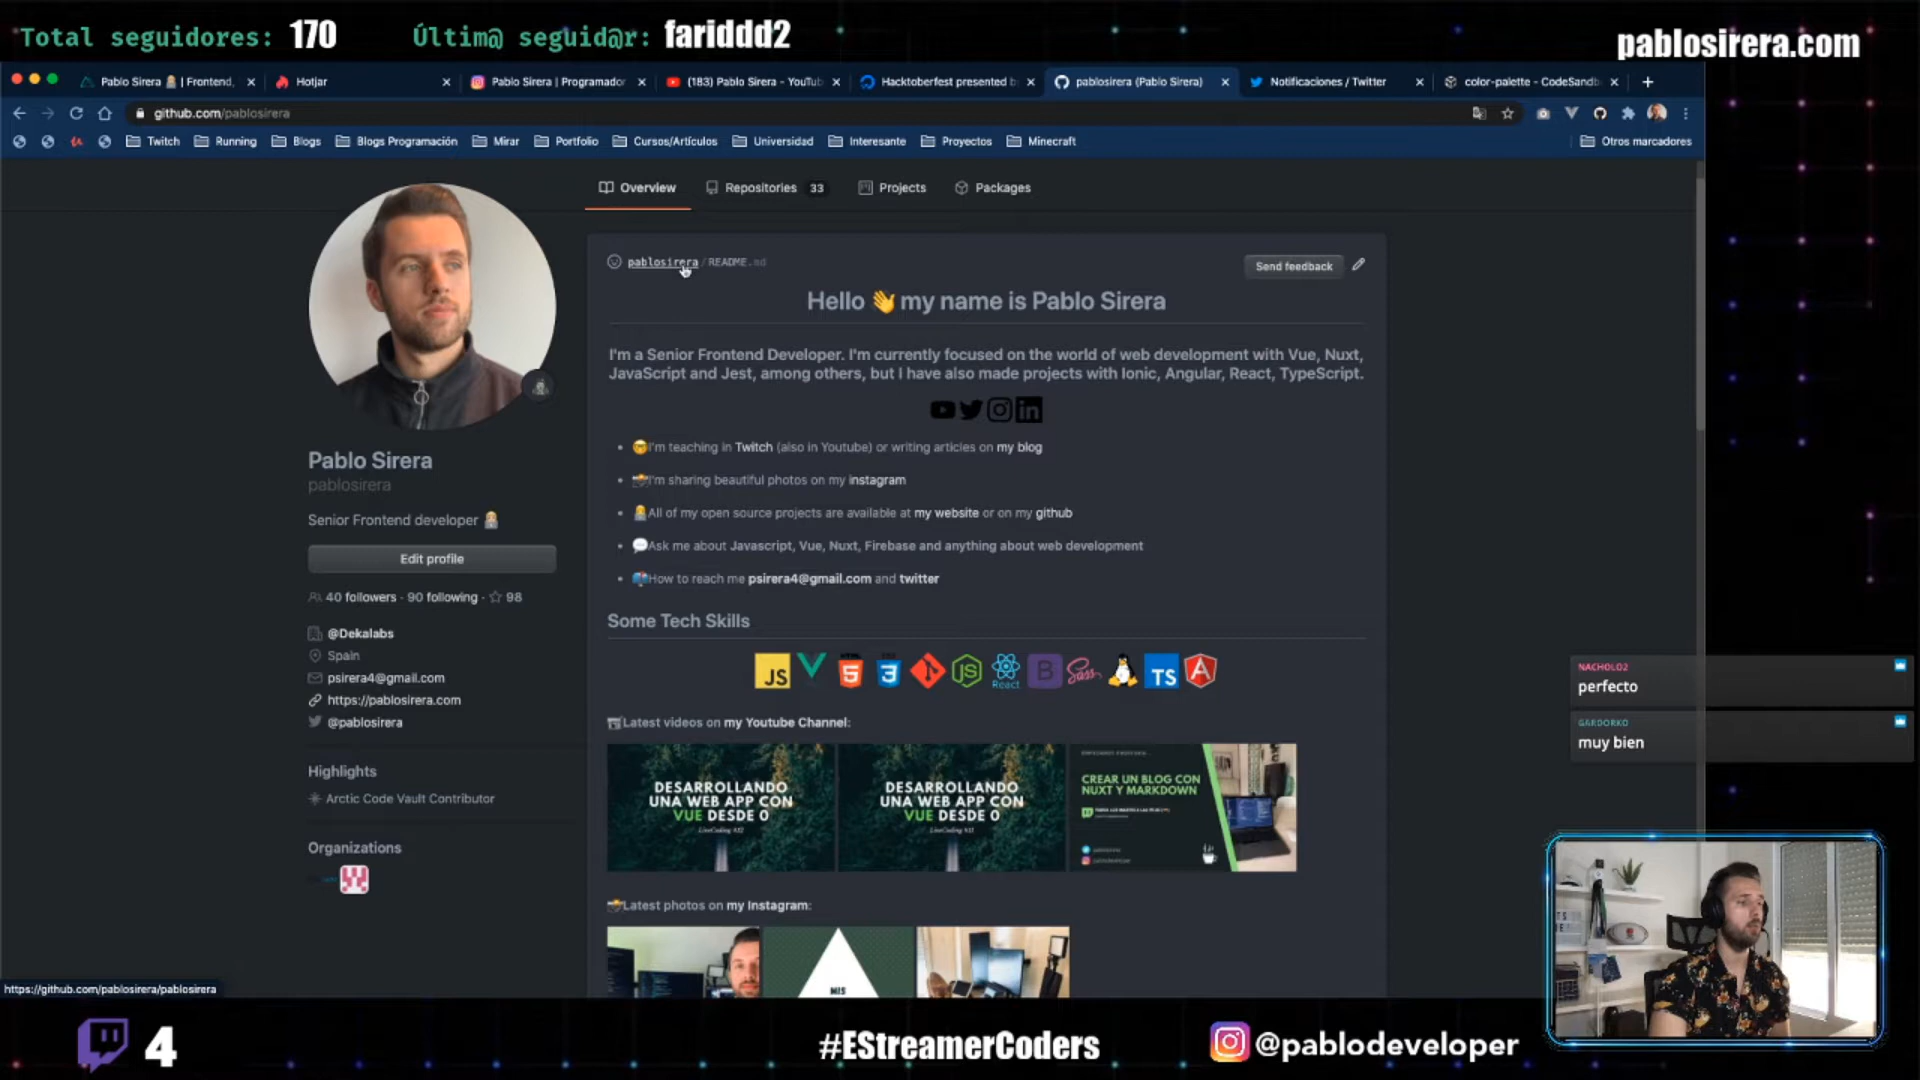 Total seguidores: 170
Últim@ seguid@r: fariddd2
pablosirera.com
Pablo Sirera | Frontend,
Hotjar
Pablo Sirera | Programador
(183) Pablo Sirera - YouTub
Hacktoberfest presented b
pablosirera (Pablo Sirera)
Notificaciones / Twitter
color-palette - CodeSandb
github.com/pablosirera
Twitch
Running
Blogs
Blogs Programación
Mirar
Portfolio
Cursos/Artículos
Universidad
Interesante
Proyectos
Minecraft
Otros marcadores
Overview
Repositories 33
Projects
Packages
pablosirera/README.md
Send feedback
Hello 👋 my name is Pablo Sirera
I'm a Senior Frontend Developer. I'm currently focused on the world of web development with Vue, Nuxt,
JavaScript and Jest, among others, but I have also made projects with Ionic, Angular, React, TypeScript.
I'm teaching in Twitch (also in Youtube) or writing articles on my blog
I'm sharing beautiful photos on my instagram
All of my open source projects are available at my website or on my github
Ask me about Javascript, Vue, Nuxt, Firebase and anything about web development
How to reach me psirera4@gmail.com and twitter
Some Tech Skills
JS
React
B
Sass
TS
Latest videos on my Youtube Channel:
DESARROLLANDO
UNA WEB APP CON
VUE DESDE 0
DESARROLLANDO
UNA WEB APP CON
VUE DESDE 0
CREAR UN BLOG CON
NUXT Y MARKDOWN
Latest photos on my Instagram:
MIS
Pablo Sirera
pablosirera
Senior Frontend developer
Edit profile
40 followers · 90 following · 98
@Dekalabs
Spain
psirera4@gmail.com
https://pablosirera.com
@pablosirera
Highlights
Arctic Code Vault Contributor
Organizations
https://github.com/pablosirera/pablosirera
NACHOL02
perfecto
GARDORKO
muy bien
4
#EStreamerCoders
@pablodeveloper